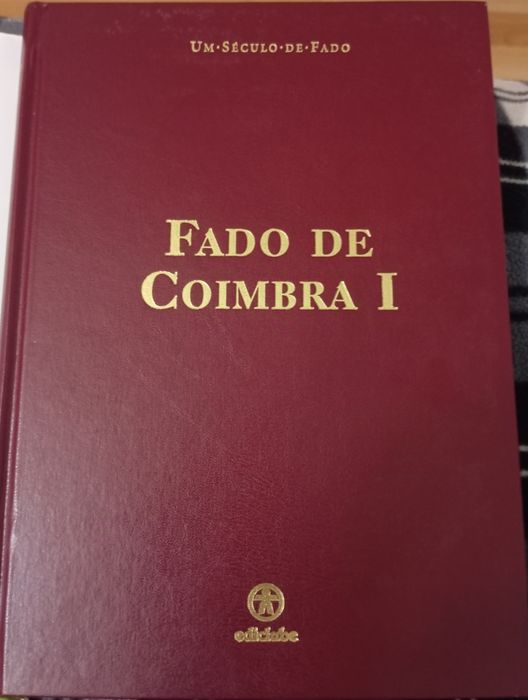 UM·SÉCULO·DE·FADO
FADO DE
COIMBRA I
ediclube